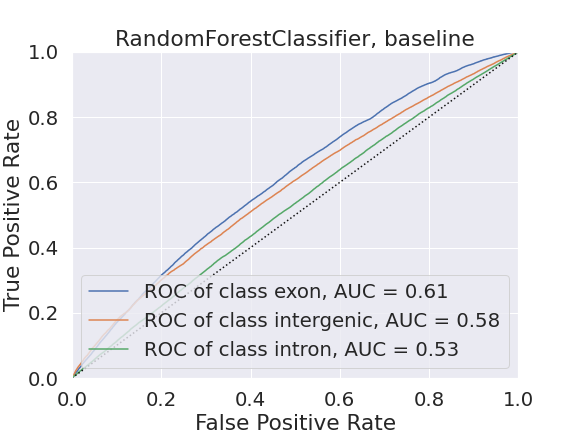 RandomForestClassifier, baseline
1.0
0.8
0.6
0.4
0.2
0.0
True Positive Rate
ROC of class exon, AUC = 0.61
ROC of class intergenic, AUC = 0.58
ROC of class intron, AUC = 0.53
0.0 0.2 0.4 0.6 0.8 1.0
False Positive Rate